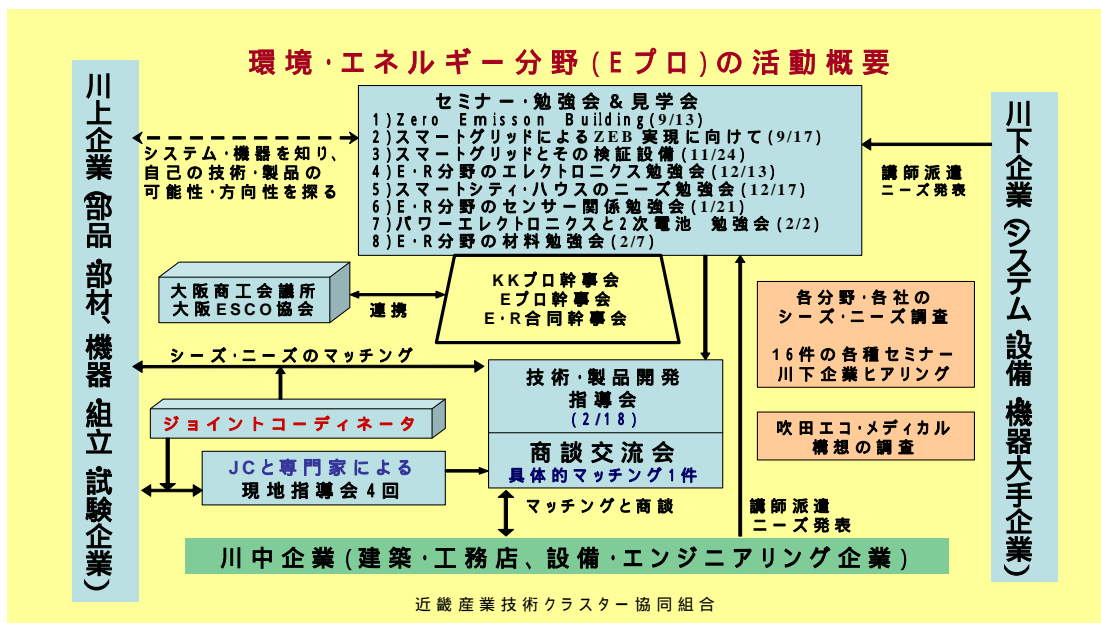 環境・エネルギー分野(Eプロ)の活動概要
川上企業(部品・部材、機器・組立・試験企業)
セミナー・勉強会&見学会
1)Zero Emisson Building(9/13)
2)スマートグリッドによるZEB実現に向けて(9/17)
3)スマートグリッドとその検証設備(11/24)
4)E・R分野のエレクトロニクス勉強会(12/13)
5)スマートシティ・ハウスのニーズ勉強会(12/17)
6)E・R分野のセンサー関係勉強会(1/21)
7)パワーエレクトロニクスと2次電池 勉強会(2/2)
8)E・R分野の材料勉強会(2/7)
川下企業(システム・設備・機器大手企業)
システム・機器を知り、
自己の技術・製品の
可能性・方向性を探る
講師派遣
ニーズ発表
大阪商工会議所
大阪ESCO協会
連携
KKプロ幹事会
Eプロ幹事会
E・R合同幹事会
各分野・各社の
シーズ・ニーズ調査
16件の各種セミナー
川下企業ヒアリング
シーズ・ニーズのマッチング
技術・製品開発
指導会
(2/18)
ジョイントコーディネータ
商談交流会
具体的マッチング1件
吹田エコ・メディカル
構想の調査
JCと専門家による
現地指導会4回
マッチングと商談
講師派遣
ニーズ発表
川中企業(建築・工務店、設備・エンジニアリング企業)
近畿産業技術クラスター協同組合